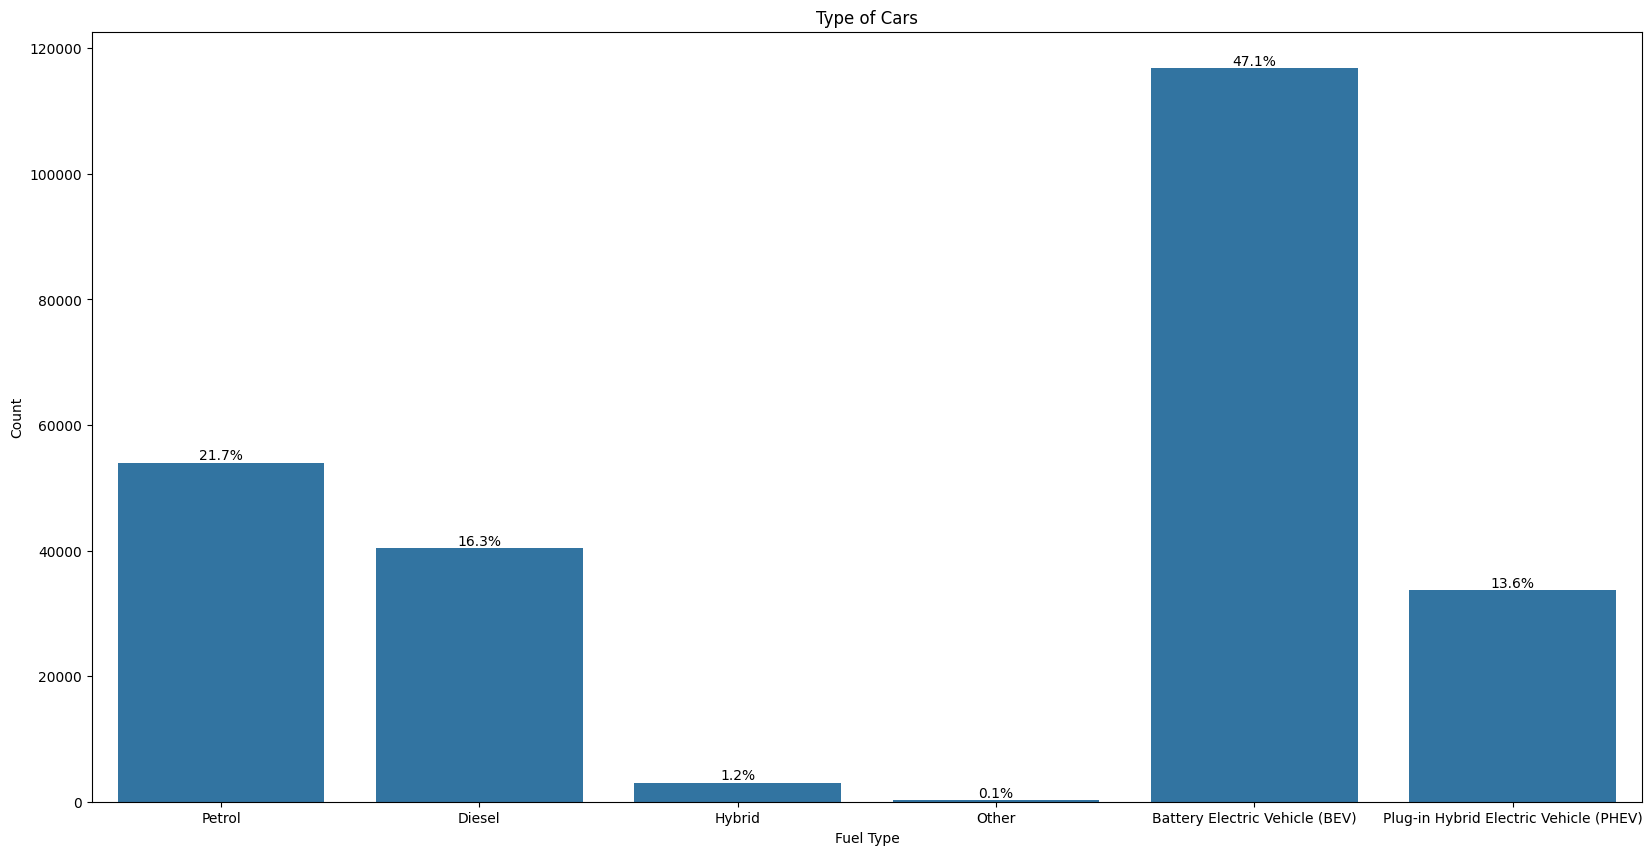 Type of Cars
120000
100000
80000
60000
40000
20000
0
Count
21.7%
16.3%
1.2%
0.1%
47.1%
13.6%
Petrol
Diesel
Hybrid
Other
Battery Electric Vehicle (BEV)
Plug-in Hybrid Electric Vehicle (PHEV)
Fuel Type